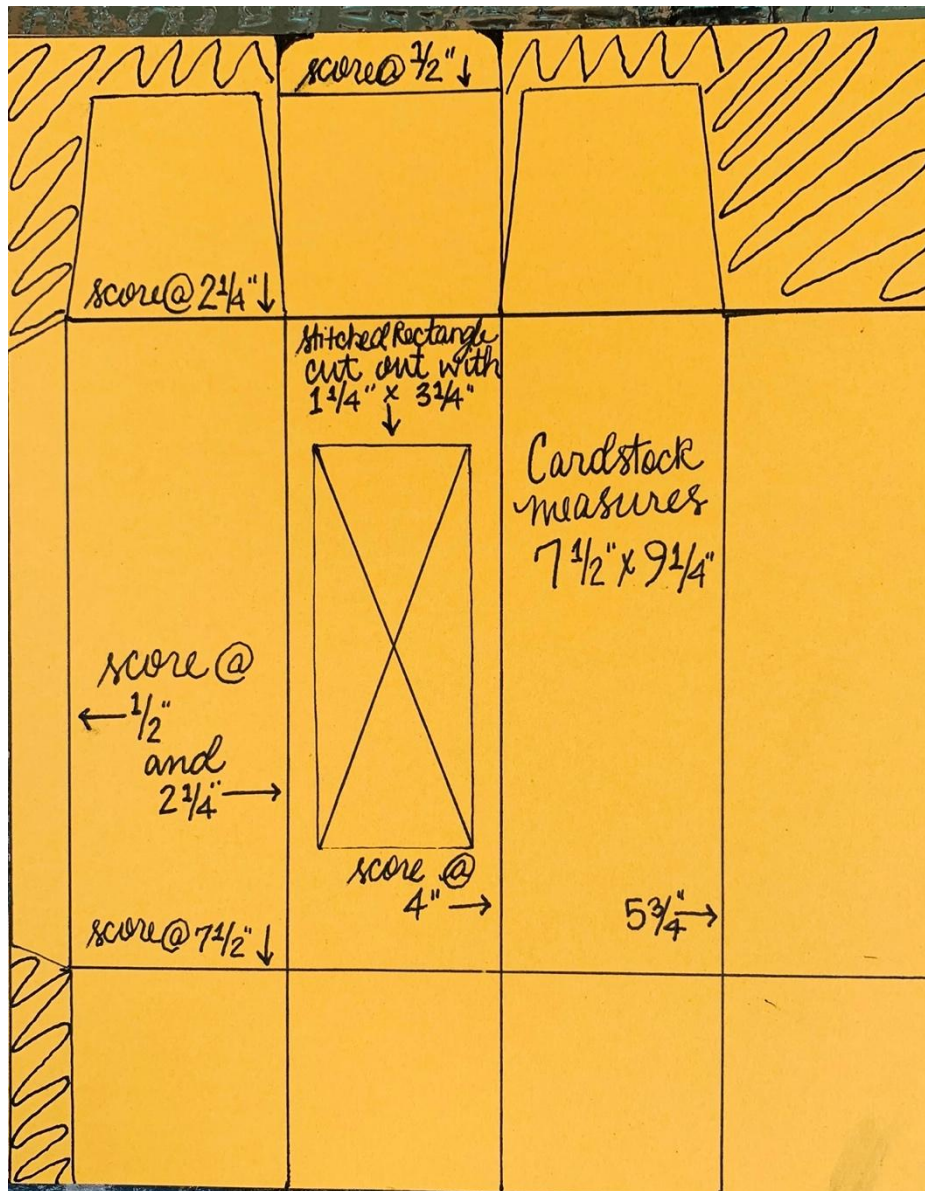 score@ 1/2" ↓
score@ 2 1/4" ↓
Stitched Rectangle
cut out with
1 1/4" x 3 1/4"
↓
Cardstock
measures
7 1/2" x 9 1/4"
score @
← 1/2"
and
2 1/4" →
score @
4" →
5 3/4" →
score@ 7 1/2" ↓